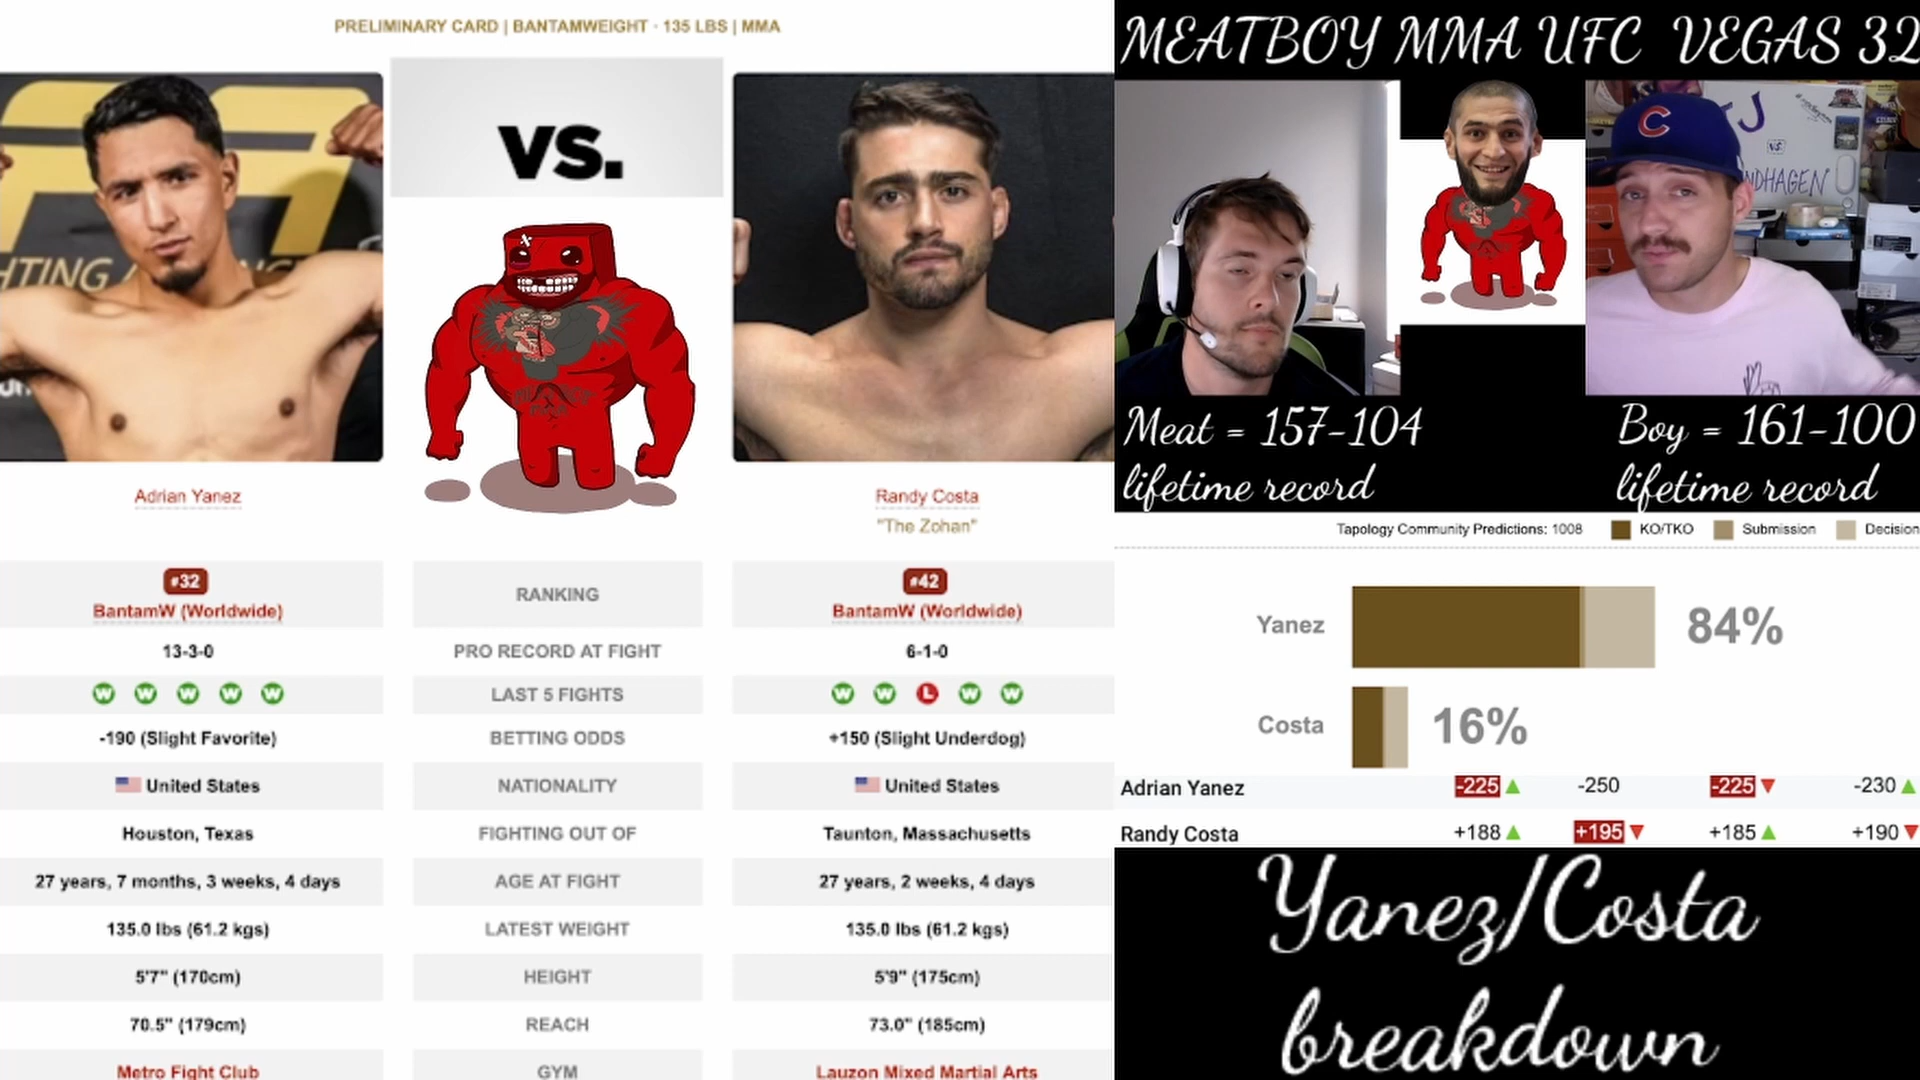 PRELIMINARY CARD | BANTAMWEIGHT · 135 LBS | MMA
VS.
Adrian Yanez
Randy Costa
"The Zohan"
#32
BantamW (Worldwide)
RANKING
#42
BantamW (Worldwide)
13-3-0
PRO RECORD AT FIGHT
6-1-0
W W W W W
LAST 5 FIGHTS
W W L W W
-190 (Slight Favorite)
BETTING ODDS
+150 (Slight Underdog)
United States
NATIONALITY
United States
Houston, Texas
FIGHTING OUT OF
Taunton, Massachusetts
27 years, 7 months, 3 weeks, 4 days
AGE AT FIGHT
27 years, 2 weeks, 4 days
135.0 lbs (61.2 kgs)
LATEST WEIGHT
135.0 lbs (61.2 kgs)
5'7" (170cm)
HEIGHT
5'9" (175cm)
70.5" (179cm)
REACH
73.0" (185cm)
Metro Fight Club
GYM
Lauzon Mixed Martial Arts
MEATBOY MMA UFC VEGAS 32
C
VS.
NDHAGEN
Meat = 157-104
lifetime record
Boy = 161-100
lifetime record
Tapology Community Predictions: 1008
KO/TKO
Submission
Decision
Yanez
84%
Costa
16%
Adrian Yanez -225 -250 -225 -230
Randy Costa +188 +195 +185 +190
Yanez/Costa
breakdown